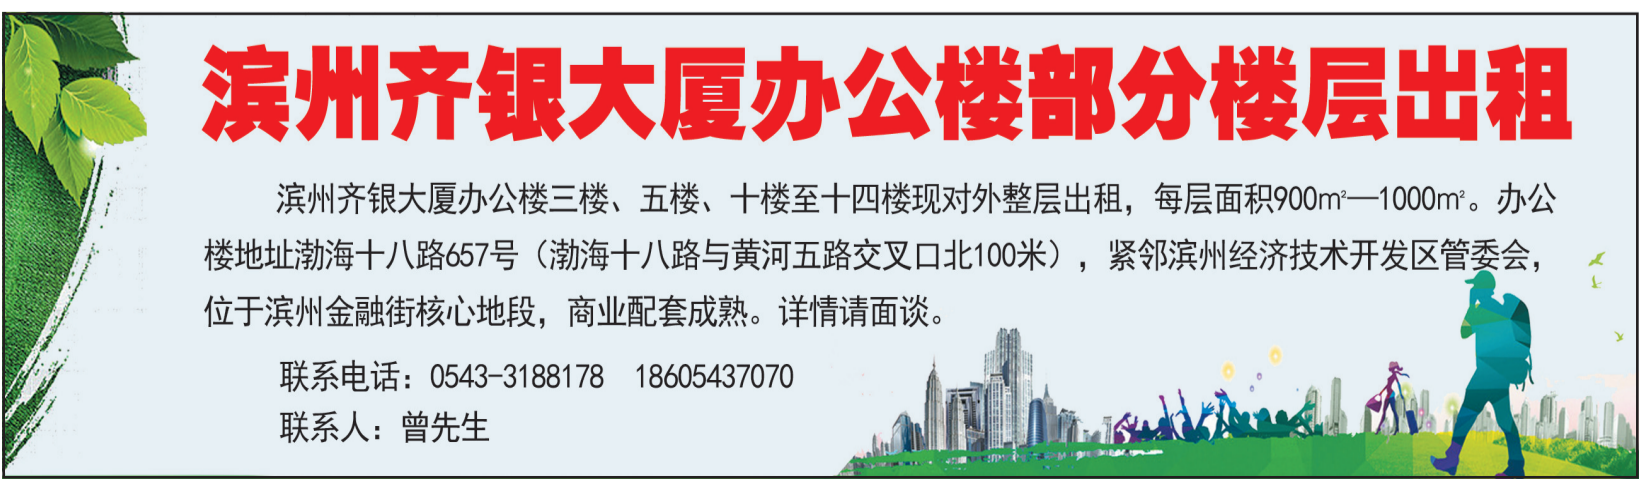 滨州齐银大厦办公楼部分楼层出租
滨州齐银大厦办公楼三楼、五楼、十楼至十四楼现对外整层出租，每层面积900m²—1000m²。办公
楼地址渤海十八路657号（渤海十八路与黄河五路交叉口北100米），紧邻滨州经济技术开发区管委会，
位于滨州金融街核心地段，商业配套成熟。详情请面谈。
联系电话：0543-3188178 18605437070
联系人：曾先生